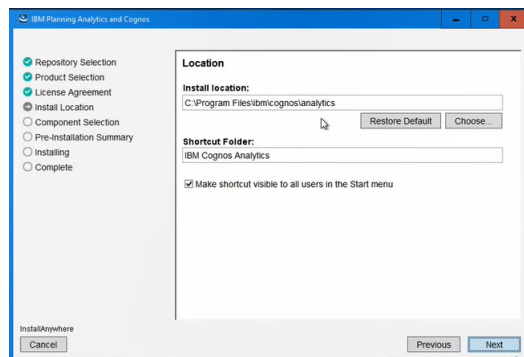 IBM Planning Analytics and Cognos
Repository Selection
Product Selection
License Agreement
Install Location
Component Selection
Pre-Installation Summary
Installing
Complete
Location
Install location:
C:\Program Files\ibm\cognos\analytics
Restore Default
Choose...
Shortcut Folder:
IBM Cognos Analytics
Make shortcut visible to all users in the Start menu
InstallAnywhere
Cancel
Previous
Next